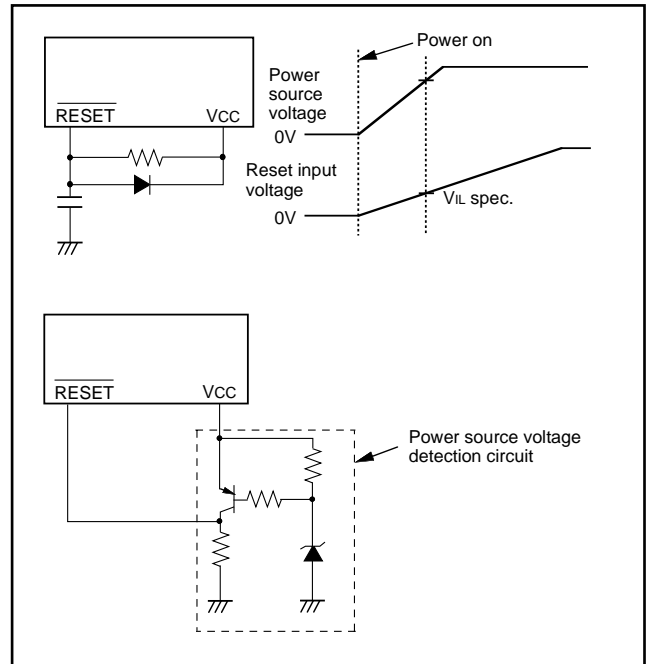 RESET
VCC
Power source voltage
0V
Reset input voltage
0V
Power on
VIL spec.
RESET
VCC
Power source voltage
detection circuit